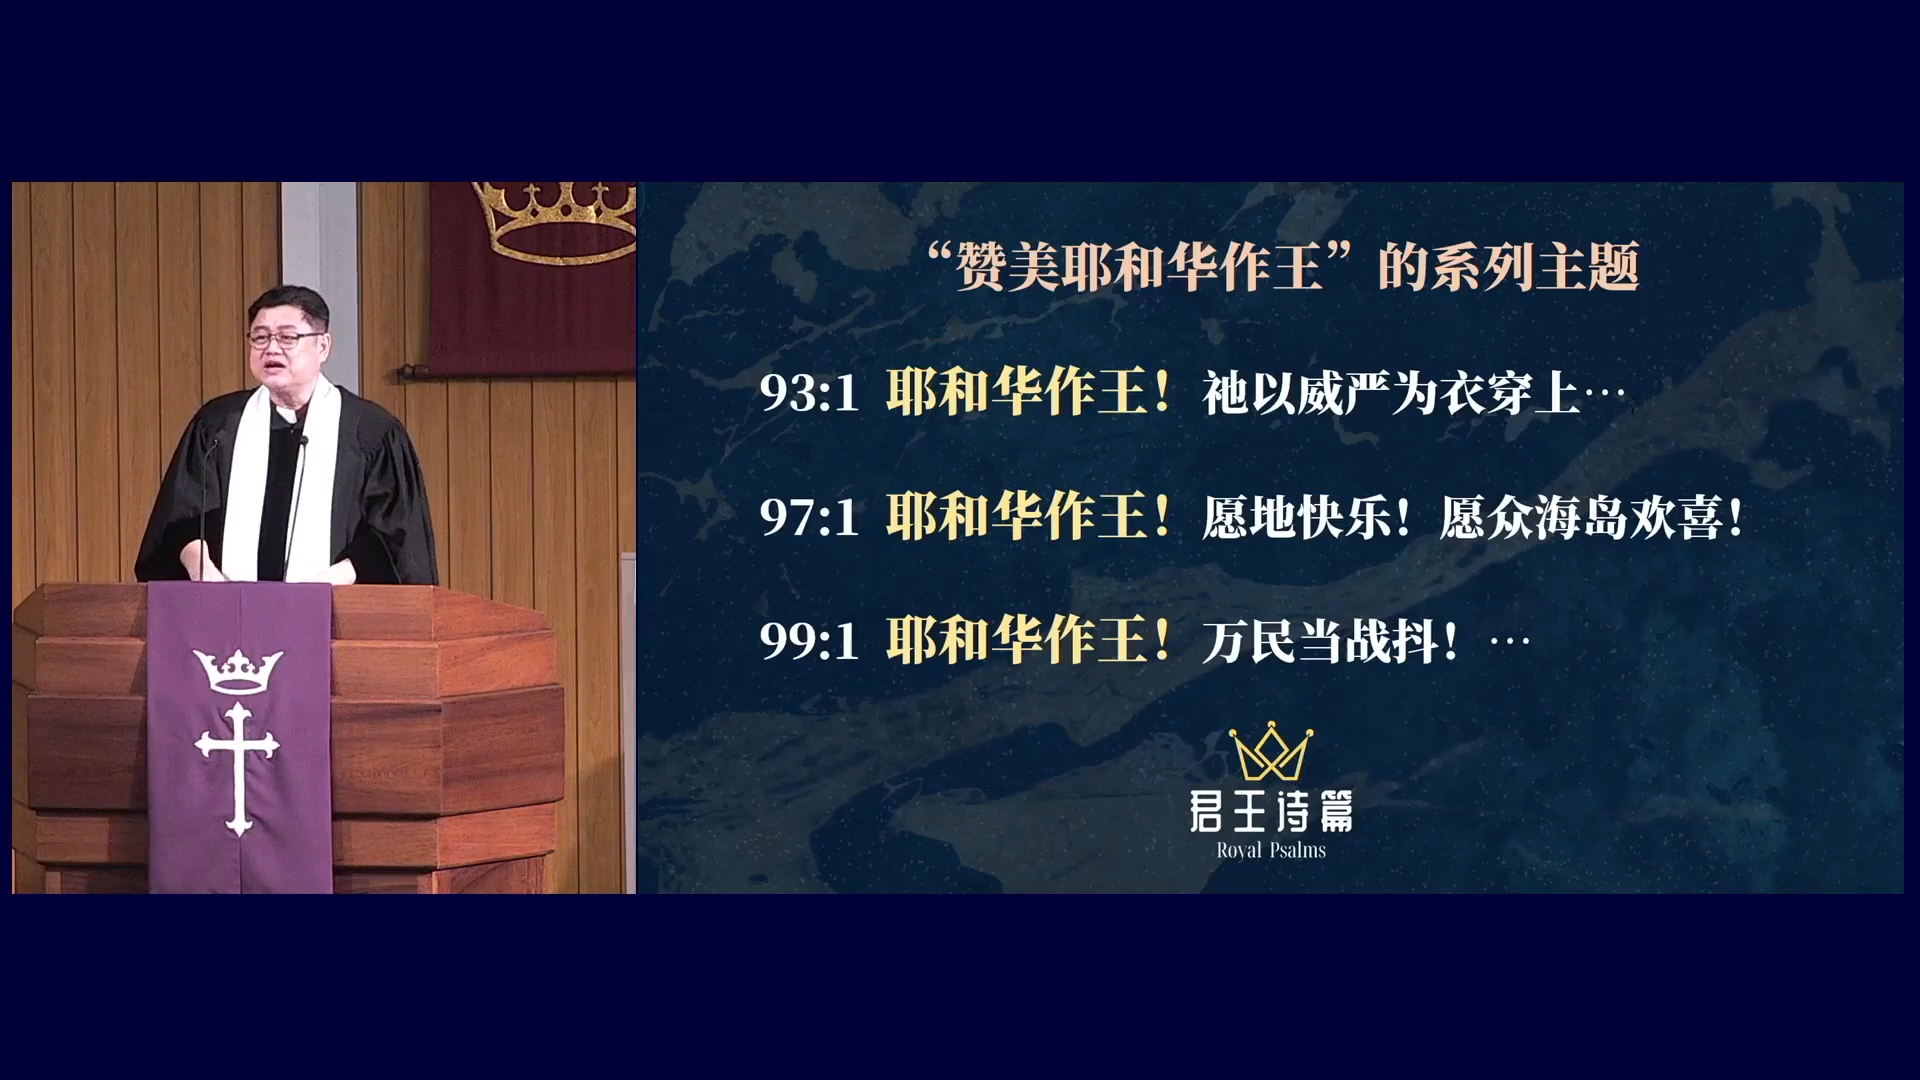 “赞美耶和华作王”的系列主题
93:1 耶和华作王！祂以威严为衣穿上…
97:1 耶和华作王！愿地快乐！愿众海岛欢喜！
99:1 耶和华作王！万民当战抖！…
君王诗篇
Royal Psalms